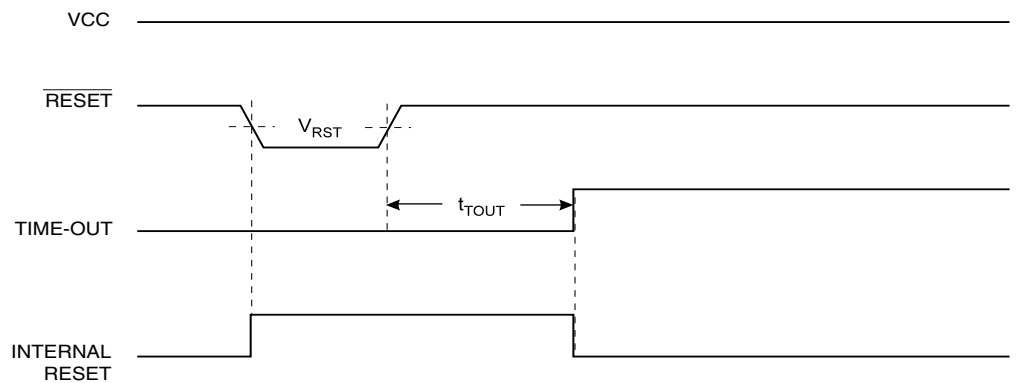 VCC
RESET
VRST
tTOUT
TIME-OUT
INTERNAL
RESET